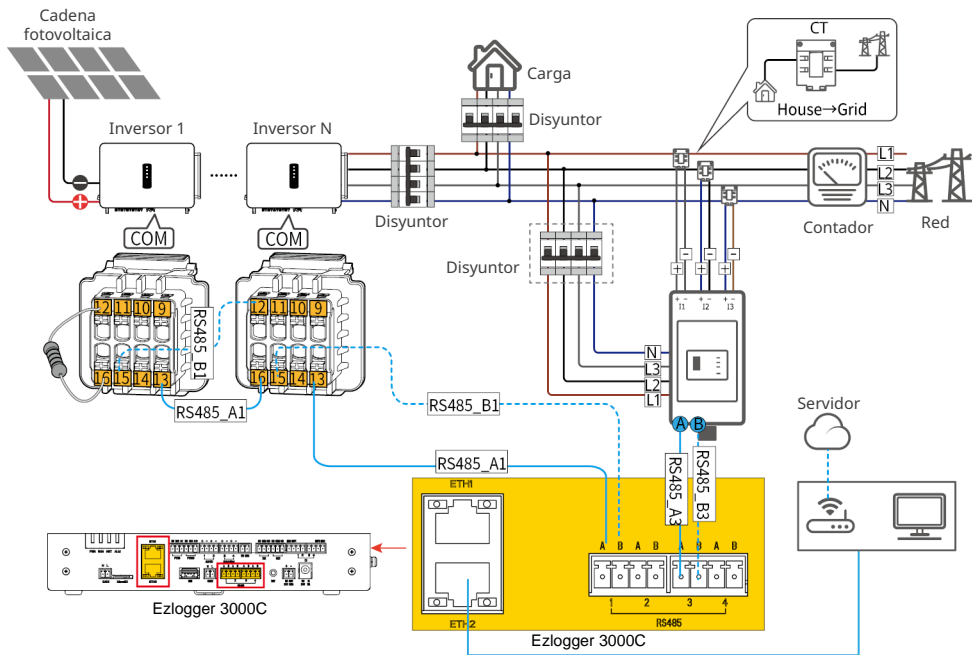 Cadena
fotovoltaica
Inversor 1
Inversor N
Carga
Disyuntor
CT
House→Grid
L1
L2
L3
N
Disyuntor
Contador
Red
COM
COM
Disyuntor
12 11 10 9
16 15 14 13
12 11 10 9
16 15 14 13
RS485_B1
RS485_A1
RS485_B1
RS485_A1
+ - + - + -
+ - + - + -
I1 I2 I3
N
L3
L2
L1
A B
RS485_A3
RS485_B3
Servidor
ETH1
ETH2
A B A B A B A B
1 2 3 4
RS485
Ezlogger 3000C
Ezlogger 3000C